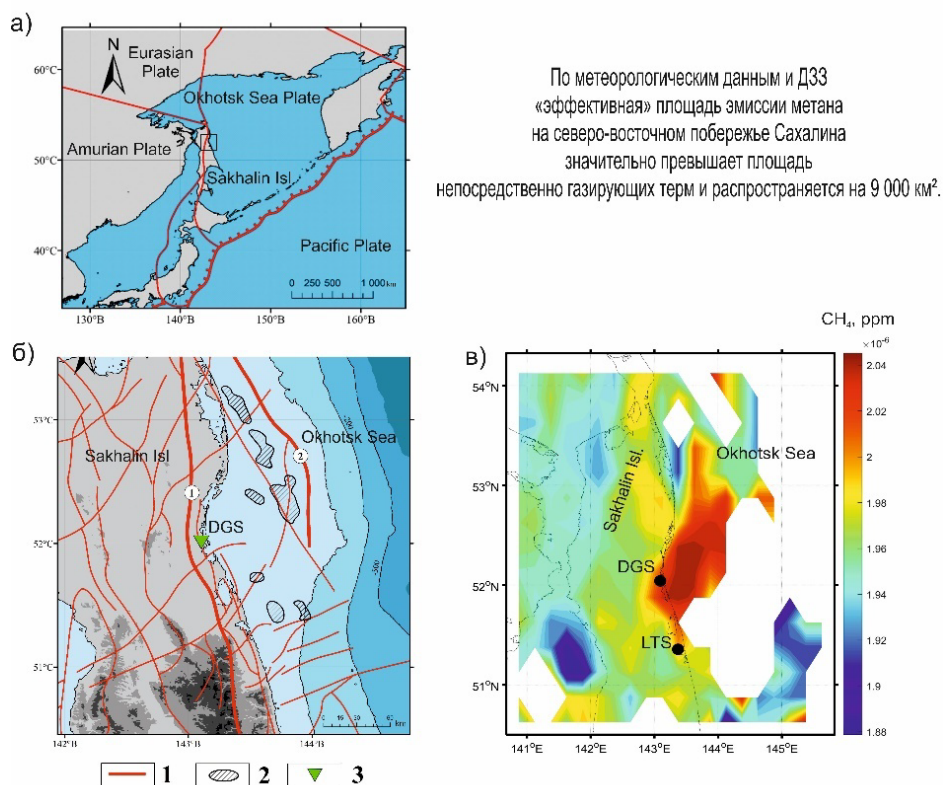 а)
N
Eurasian
Plate
Okhotsk Sea Plate
Amurian Plate
Sakhalin Isl.
Pacific Plate
0 250 500 1 000 km
60°С
50°С
40°С
130°В 140°В 150°В 160°В
По метеорологическим данным и ДЗЗ
«эффективная» площадь эмиссии метана
на северо-восточном побережье Сахалина
значительно превышает площадь
непосредственно газирующих терм и распространяется на 9 000 км².
б)
53°С
52°С
51°С
Sakhalin Isl
Okhotsk Sea
1
2
DGS
-200
-500
km
142°В 143°В 144°В
1 2 3
в)
CH₄, ppm
×10⁻⁶
2.04
2.02
2
1.98
1.96
1.94
1.92
1.9
1.88
54°N
53°N
52°N
51°N
Sakhalin Isl.
Okhotsk Sea
DGS
LTS
141°E 142°E 143°E 144°E 145°E